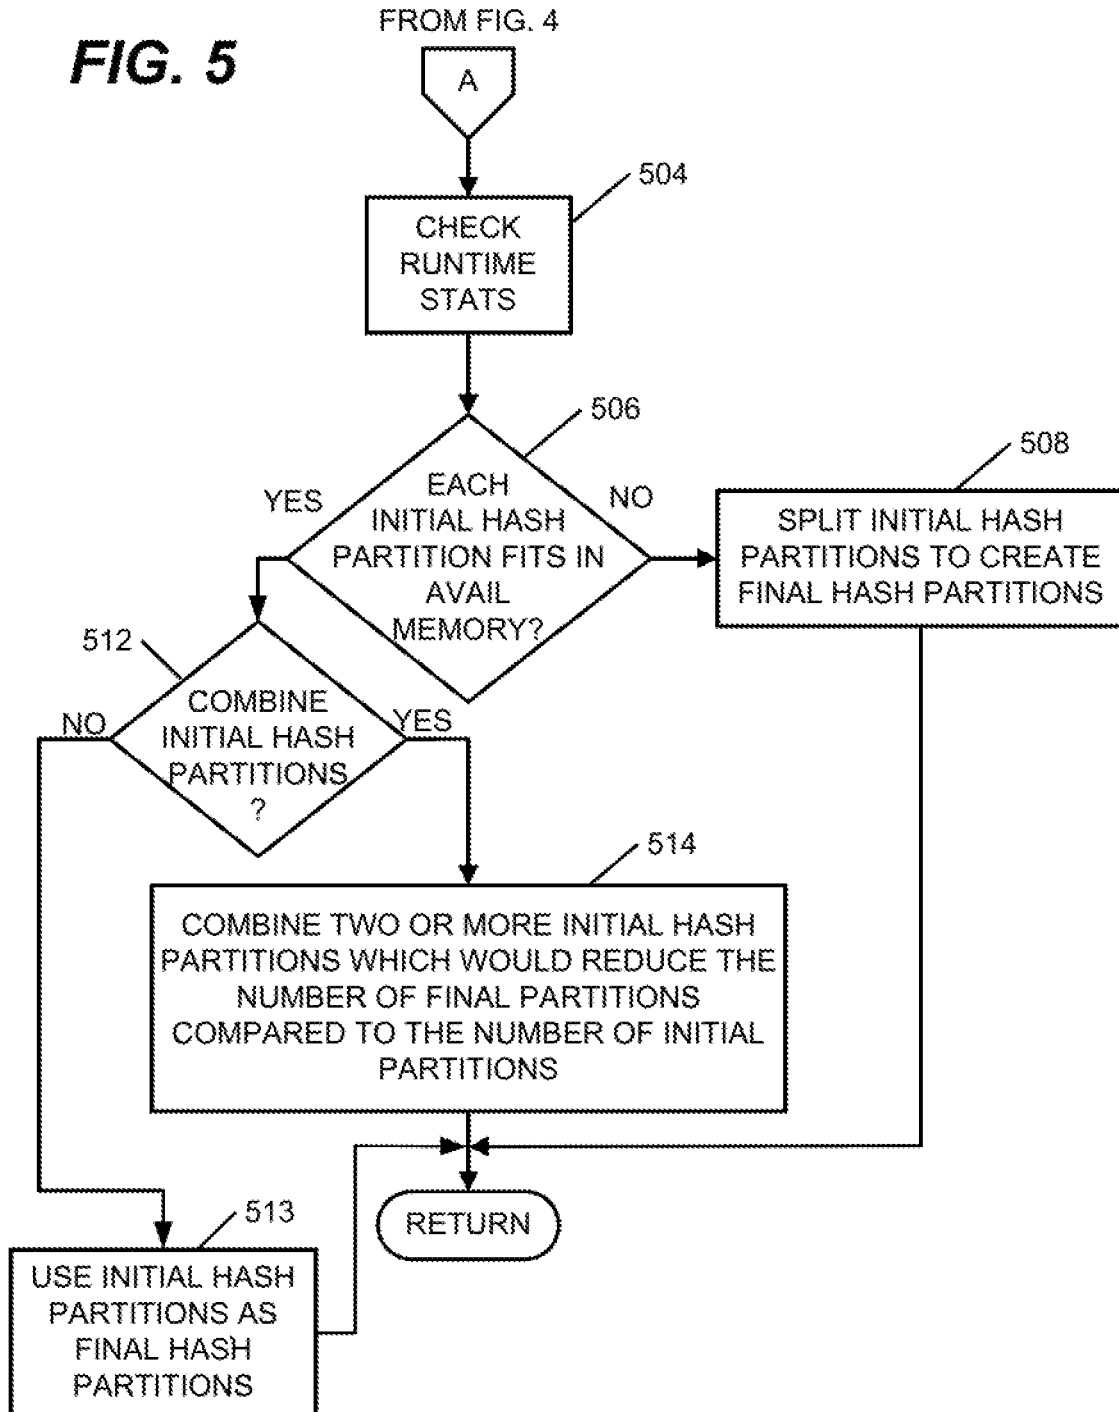 FROM FIG. 4
FIG. 5
A
504
CHECK
RUNTIME
STATS
506
508
YES
EACH
INITIAL HASH
PARTITION FITS IN
AVAIL
MEMORY?
NO
SPLIT INITIAL HASH
PARTITIONS TO CREATE
FINAL HASH PARTITIONS
512
NO
COMBINE
INITIAL HASH
PARTITIONS
?
YES
514
COMBINE TWO OR MORE INITIAL HASH
PARTITIONS WHICH WOULD REDUCE THE
NUMBER OF FINAL PARTITIONS
COMPARED TO THE NUMBER OF INITIAL
PARTITIONS
513
RETURN
USE INITIAL HASH
PARTITIONS AS
FINAL HASH
PARTITIONS